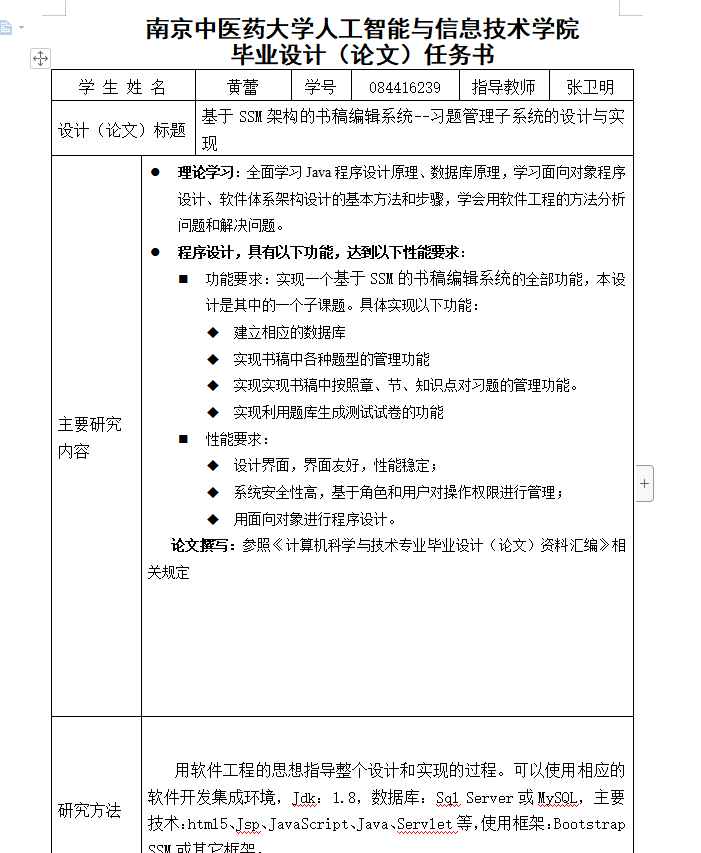 南京中医药大学人工智能与信息技术学院
毕业设计（论文）任务书
学 生 姓 名 黄蕾 学号 084416239 指导教师 张卫明
设计（论文）标题 基于 SSM 架构的书稿编辑系统--习题管理子系统的设计与实
现
● 理论学习：全面学习 Java 程序设计原理、数据库原理，学习面向对象程序
设计、软件体系架构设计的基本方法和步骤，学会用软件工程的方法分析
问题和解决问题。
● 程序设计，具有以下功能，达到以下性能要求：
■ 功能要求：实现一个基于 SSM 的书稿编辑系统的全部功能，本设
计是其中的一个子课题。具体实现以下功能：
◆ 建立相应的数据库
◆ 实现书稿中各种题型的管理功能
◆ 实现实现书稿中按照章、节、知识点对习题的管理功能。
◆ 实现利用题库生成测试试卷的功能
主要研究
内容
■ 性能要求：
◆ 设计界面，界面友好，性能稳定；
◆ 系统安全性高，基于角色和用户对操作权限进行管理；
◆ 用面向对象进行程序设计。
论文撰写：参照《计算机科学与技术专业毕业设计（论文）资料汇编》相
关规定
研究方法
用软件工程的思想指导整个设计和实现的过程。可以使用相应的
软件开发集成环境，Jdk：1.8，数据库：Sql Server 或 MySQL，主要
技术:html5、Jsp、JavaScript、Java、Servlet 等,使用框架:Bootstrap
SSM 或其它框架.